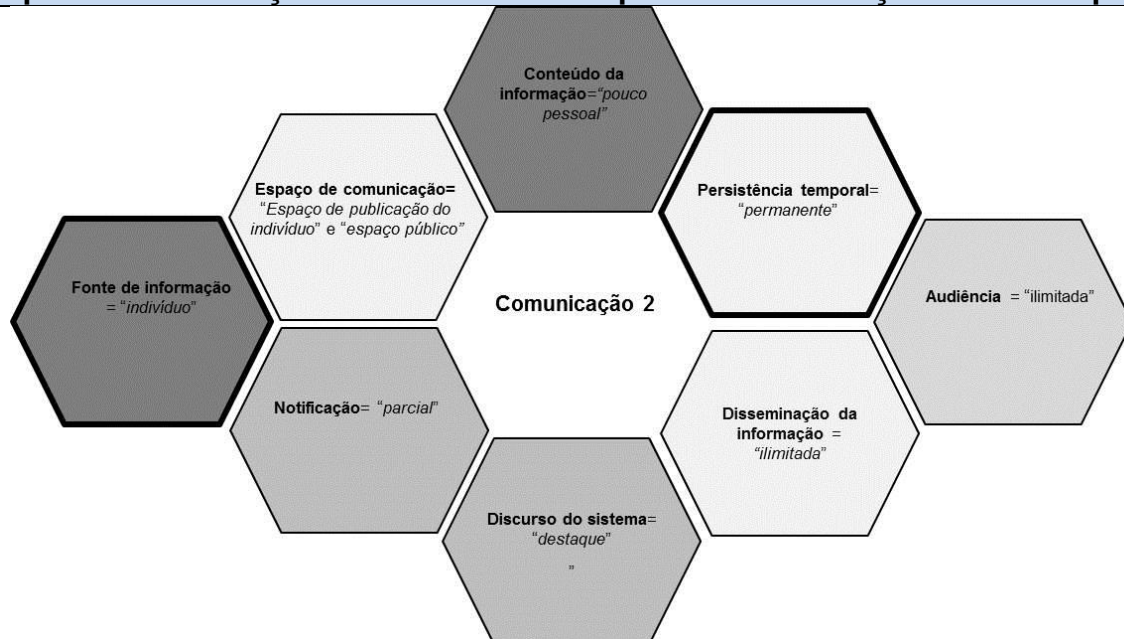 Conteúdo da
informação=“pouco
pessoal”
Espaço de comunicação=
“Espaço de publicação do
indivíduo” e “espaço público”
Persistência temporal=
“permanente”
Fonte de informação
= “indivíduo”
Comunicação 2
Audiência = “ilimitada”
Notificação= “parcial”
Disseminação da
informação =
“ilimitada”
Discurso do sistema=
“destaque”
”